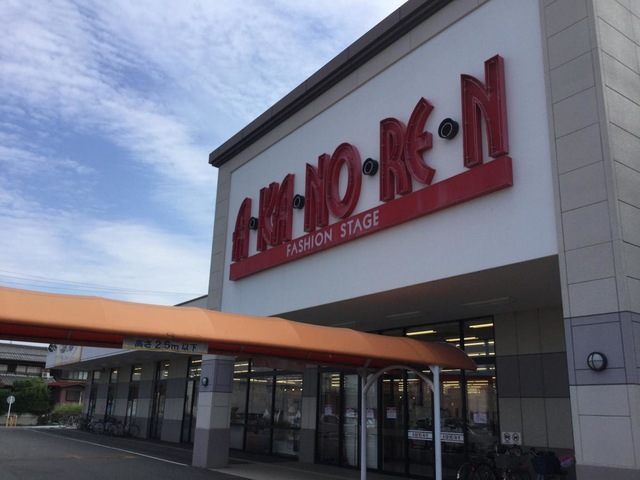 A·KA·NO·RE·N
FASHION STAGE
高さ2.5m以下